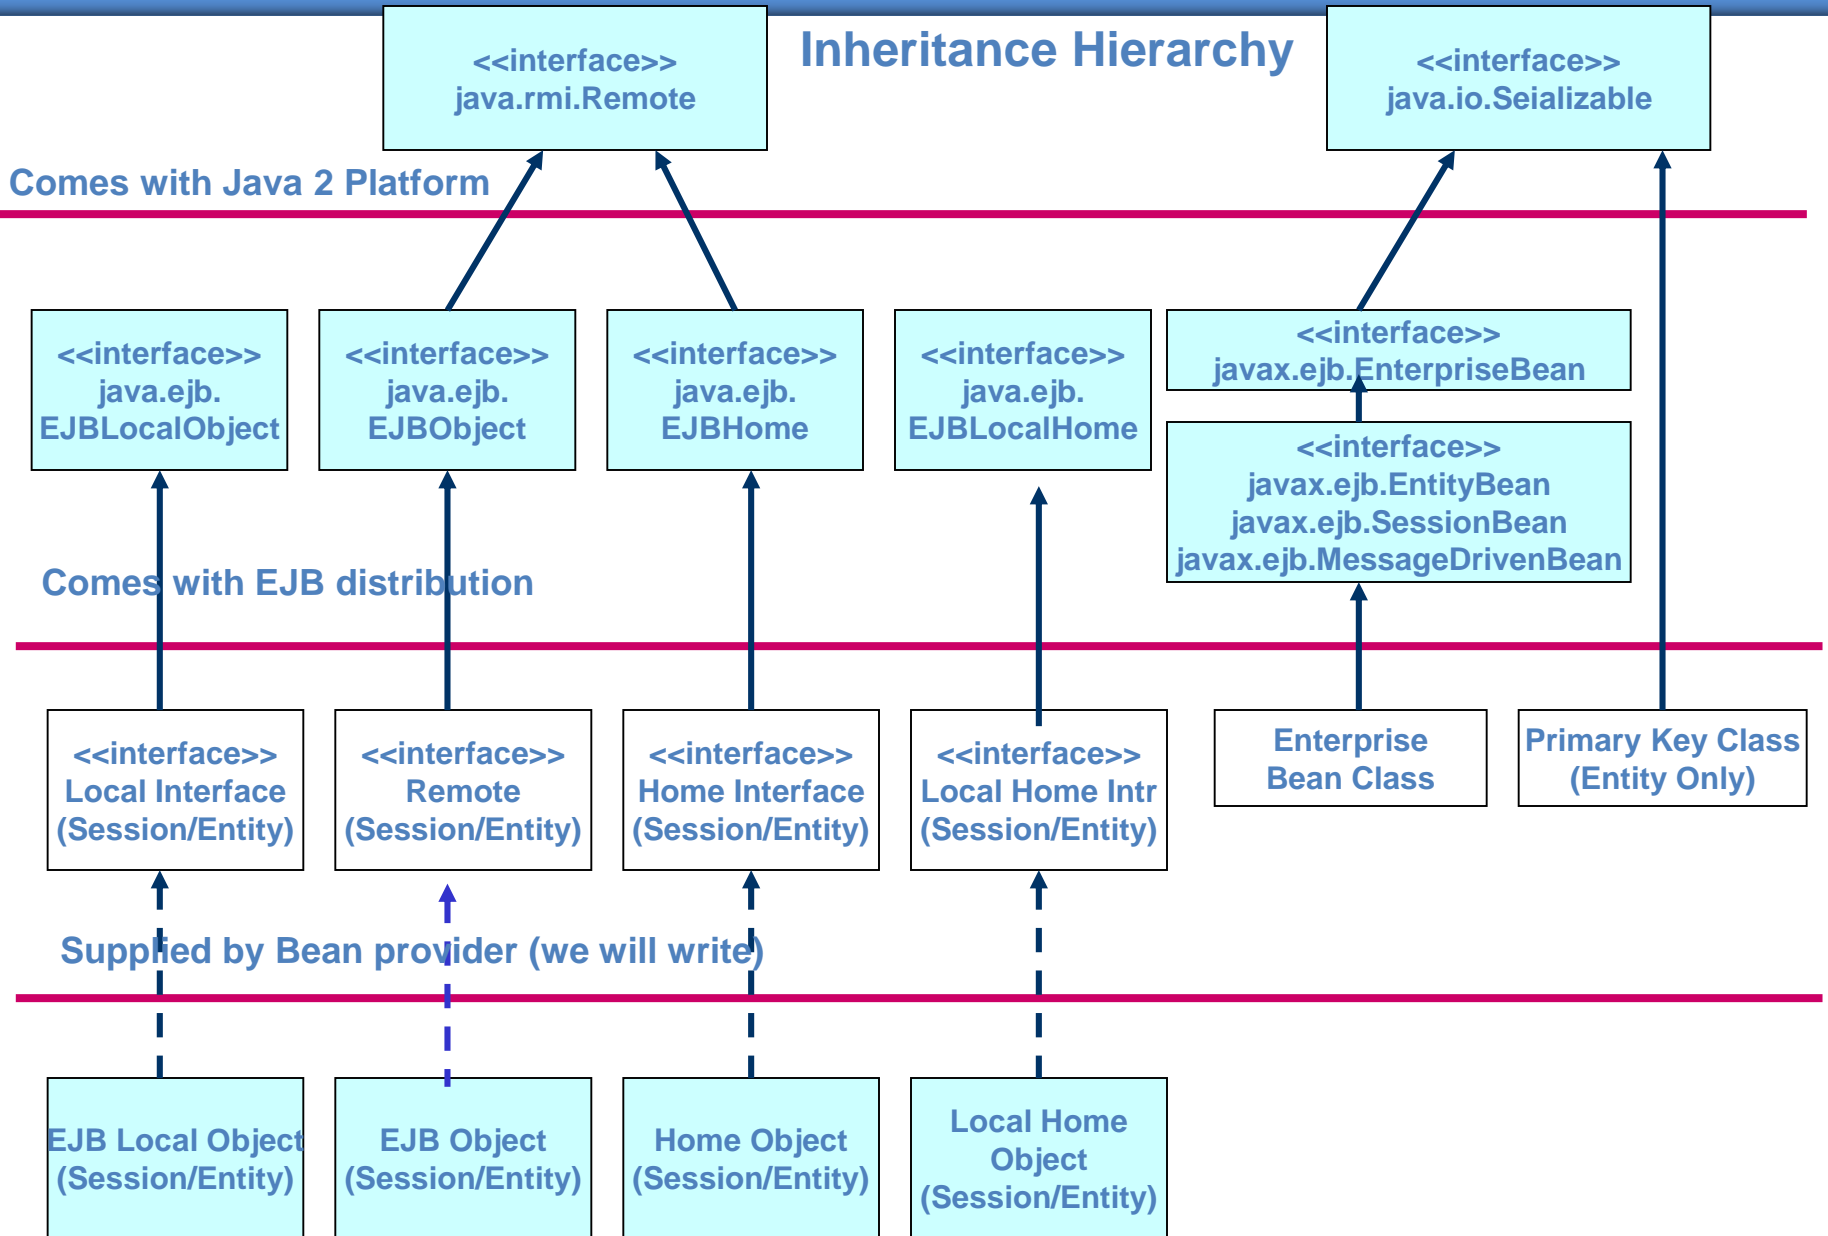 Inheritance Hierarchy
<<interface>>
java.rmi.Remote
<<interface>>
java.io.Seializable
Comes with Java 2 Platform
<<interface>>
java.ejb.
EJBLocalObject
<<interface>>
java.ejb.
EJBObject
<<interface>>
java.ejb.
EJBHome
<<interface>>
java.ejb.
EJBLocalHome
<<interface>>
javax.ejb.EnterpriseBean
<<interface>>
javax.ejb.EntityBean
javax.ejb.SessionBean
javax.ejb.MessageDrivenBean
Comes with EJB distribution
<<interface>>
Local Interface
(Session/Entity)
<<interface>>
Remote
(Session/Entity)
<<interface>>
Home Interface
(Session/Entity)
<<interface>>
Local Home Intr
(Session/Entity)
Enterprise
Bean Class
Primary Key Class
(Entity Only)
Supplied by Bean provider (we will write)
EJB Local Object
(Session/Entity)
EJB Object
(Session/Entity)
Home Object
(Session/Entity)
Local Home
Object
(Session/Entity)